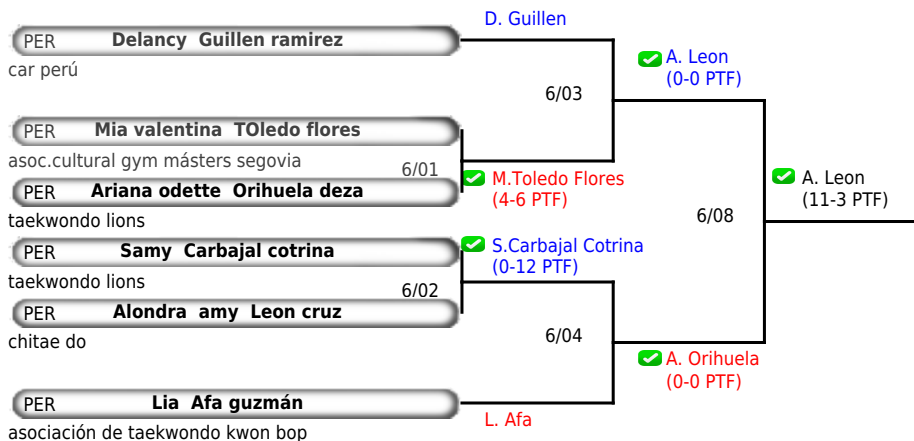 D. Guillen
PER Delancy Guillen ramirez
car perú
A. Leon
(0-0 PTF)
6/03
PER Mia valentina TOledo flores
asoc.cultural gym másters segovia
6/01
M.Toledo Flores
(4-6 PTF)
PER Ariana odette Orihuela deza
taekwondo lions
A. Leon
(11-3 PTF)
6/08
PER Samy Carbajal cotrina
taekwondo lions
S.Carbajal Cotrina
(0-12 PTF)
6/02
PER Alondra amy Leon cruz
chitae do
6/04
A. Orihuela
(0-0 PTF)
PER Lia Afa guzmán
asociación de taekwondo kwon bop
L. Afa